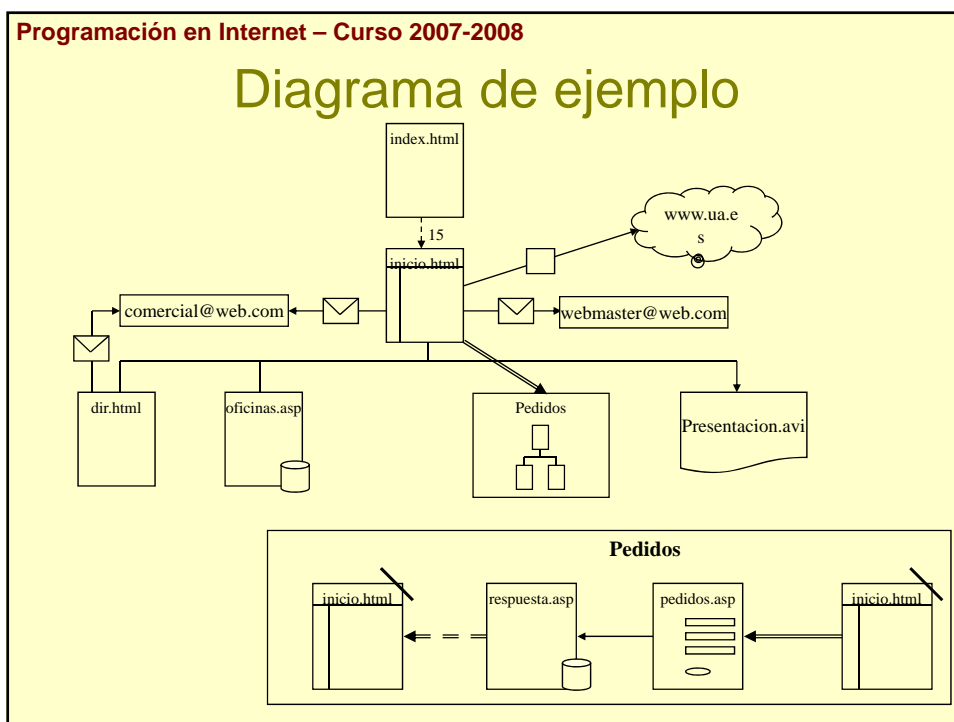 Programación en Internet – Curso 2007-2008
Diagrama de ejemplo
index.html
15
www.ua.e
s
inicio.html
comercial@web.com
webmaster@web.com
dir.html
oficinas.asp
Pedidos
Presentacion.avi
Pedidos
inicio.html
respuesta.asp
pedidos.asp
inicio.html